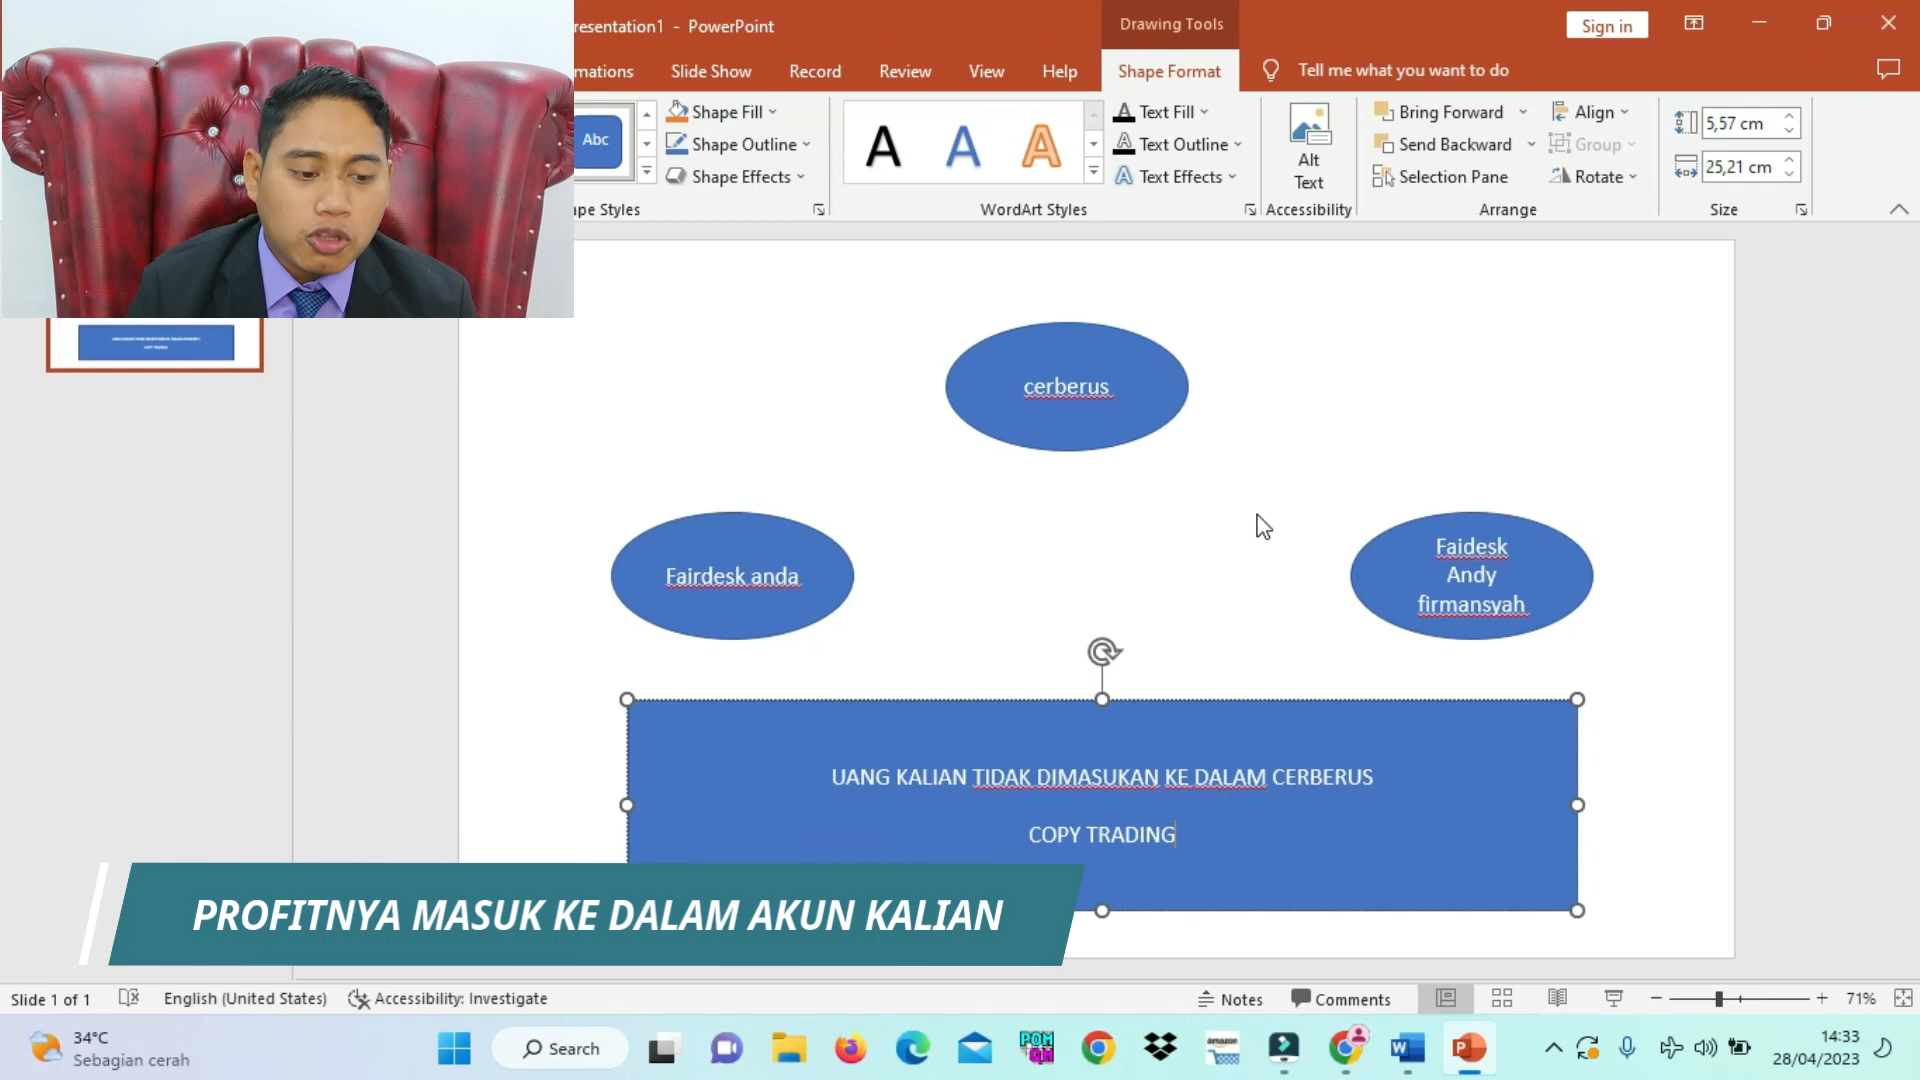 resentation1 - PowerPoint
Drawing Tools
Sign in
mations
Slide Show
Record
Review
View
Help
Shape Format
Tell me what you want to do
Abc
Shape Fill
Shape Outline
Shape Effects
ape Styles
A A A
WordArt Styles
Text Fill
Text Outline
Text Effects
Alt
Text
Accessibility
Bring Forward
Send Backward
Selection Pane
Align
Group
Rotate
Arrange
5,57 cm
25,21 cm
Size
cerberus
Fairdesk anda
Faidesk
Andy
firmansyah
UANG KALIAN TIDAK DIMASUKAN KE DALAM CERBERUS
COPY TRADING
PROFITNYA MASUK KE DALAM AKUN KALIAN
Slide 1 of 1
English (United States)
Accessibility: Investigate
Notes
Comments
71%
34°C
Sebagian cerah
Search
amazon
14:33
28/04/2023